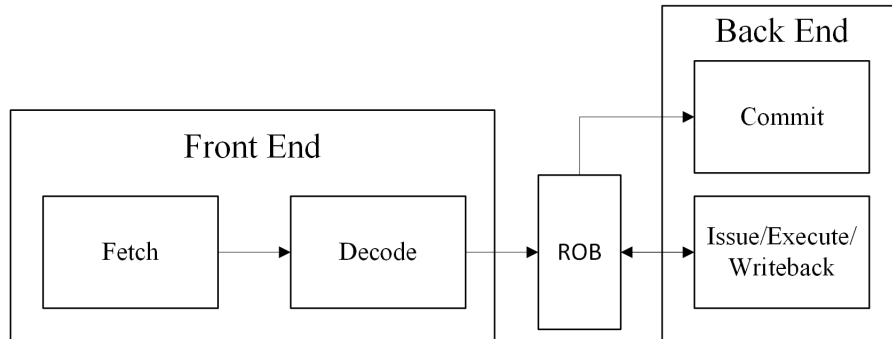 Front End
Fetch
Decode
ROB
Back End
Commit
Issue/Execute/
Writeback